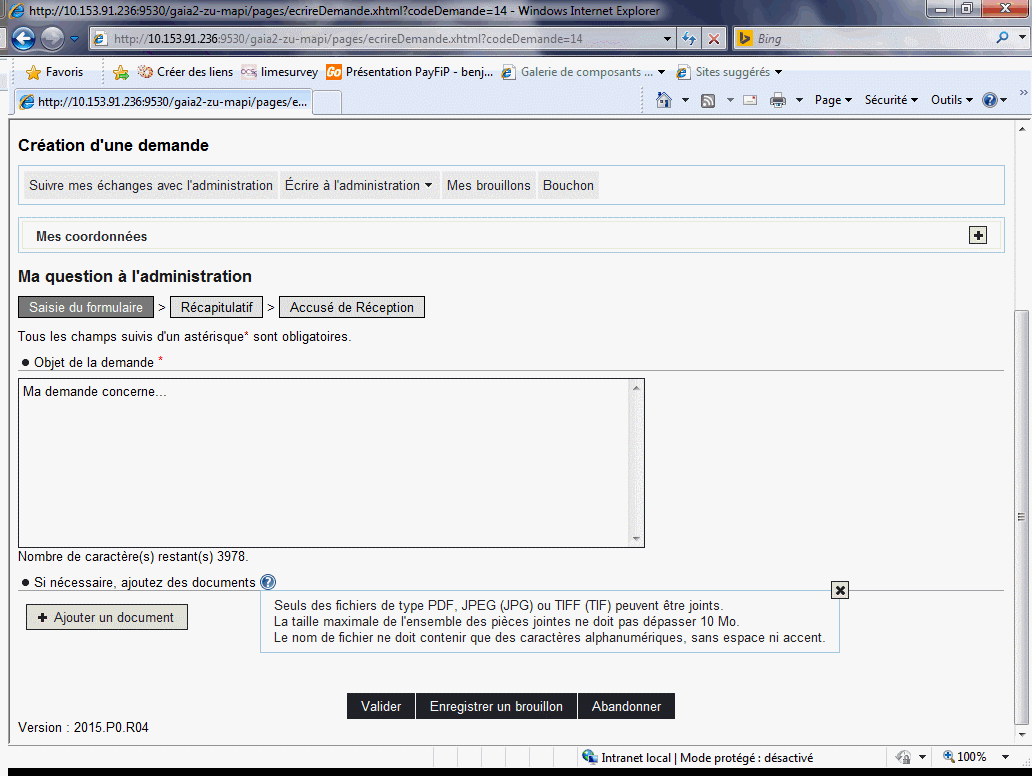 http://10.153.91.236:9530/gaia2-zu-mapi/pages/ecrireDemande.xhtml?codeDemande=14 - Windows Internet Explorer
http://10.153.91.236:9530/gaia2-zu-mapi/pages/ecrireDemande.xhtml?codeDemande=14
Bing
Favoris
Créer des liens
limesurvey
Présentation PayFiP - benj...
Galerie de composants ...
Sites suggérés
http://10.153.91.236:9530/gaia2-zu-mapi/pages/e...
Page
Sécurité
Outils
Création d'une demande
Suivre mes échanges avec l'administration
Écrire à l'administration
Mes brouillons
Bouchon
Mes coordonnées
Ma question à l'administration
Saisie du formulaire > Récapitulatif > Accusé de Réception
Tous les champs suivis d'un astérisque* sont obligatoires.
Objet de la demande *
Ma demande concerne...
Nombre de caractère(s) restant(s) 3978.
Si nécessaire, ajoutez des documents
Ajouter un document
Seuls des fichiers de type PDF, JPEG (JPG) ou TIFF (TIF) peuvent être joints.
La taille maximale de l'ensemble des pièces jointes ne doit pas dépasser 10 Mo.
Le nom de fichier ne doit contenir que des caractères alphanumériques, sans espace ni accent.
Valider
Enregistrer un brouillon
Abandonner
Version : 2015.P0.R04
Intranet local | Mode protégé : désactivé
100%